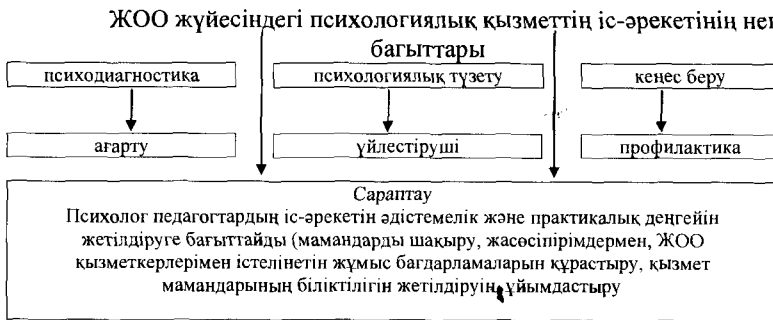 ЖОО жүйесіндегі психологиялық қызметтің іс-әрекетінің
бағыттары
психодиагностика
психологиялық түзету
кеңес беру
ағарту
үйлестіруші
профилактика
Сараптау
Психолог педагогтардың іс-әрекетін әдістемелік және практикалық деңгейін
жетілдіруге бағыттайды (мамандарды шақыру, жасөспірімдермен, ЖОО
қызметкерлерімен істелінетін жұмыс бағдарламаларын құрастыру, қызмет
мамандарының біліктілігін жетілдіруін ұйымдастыру